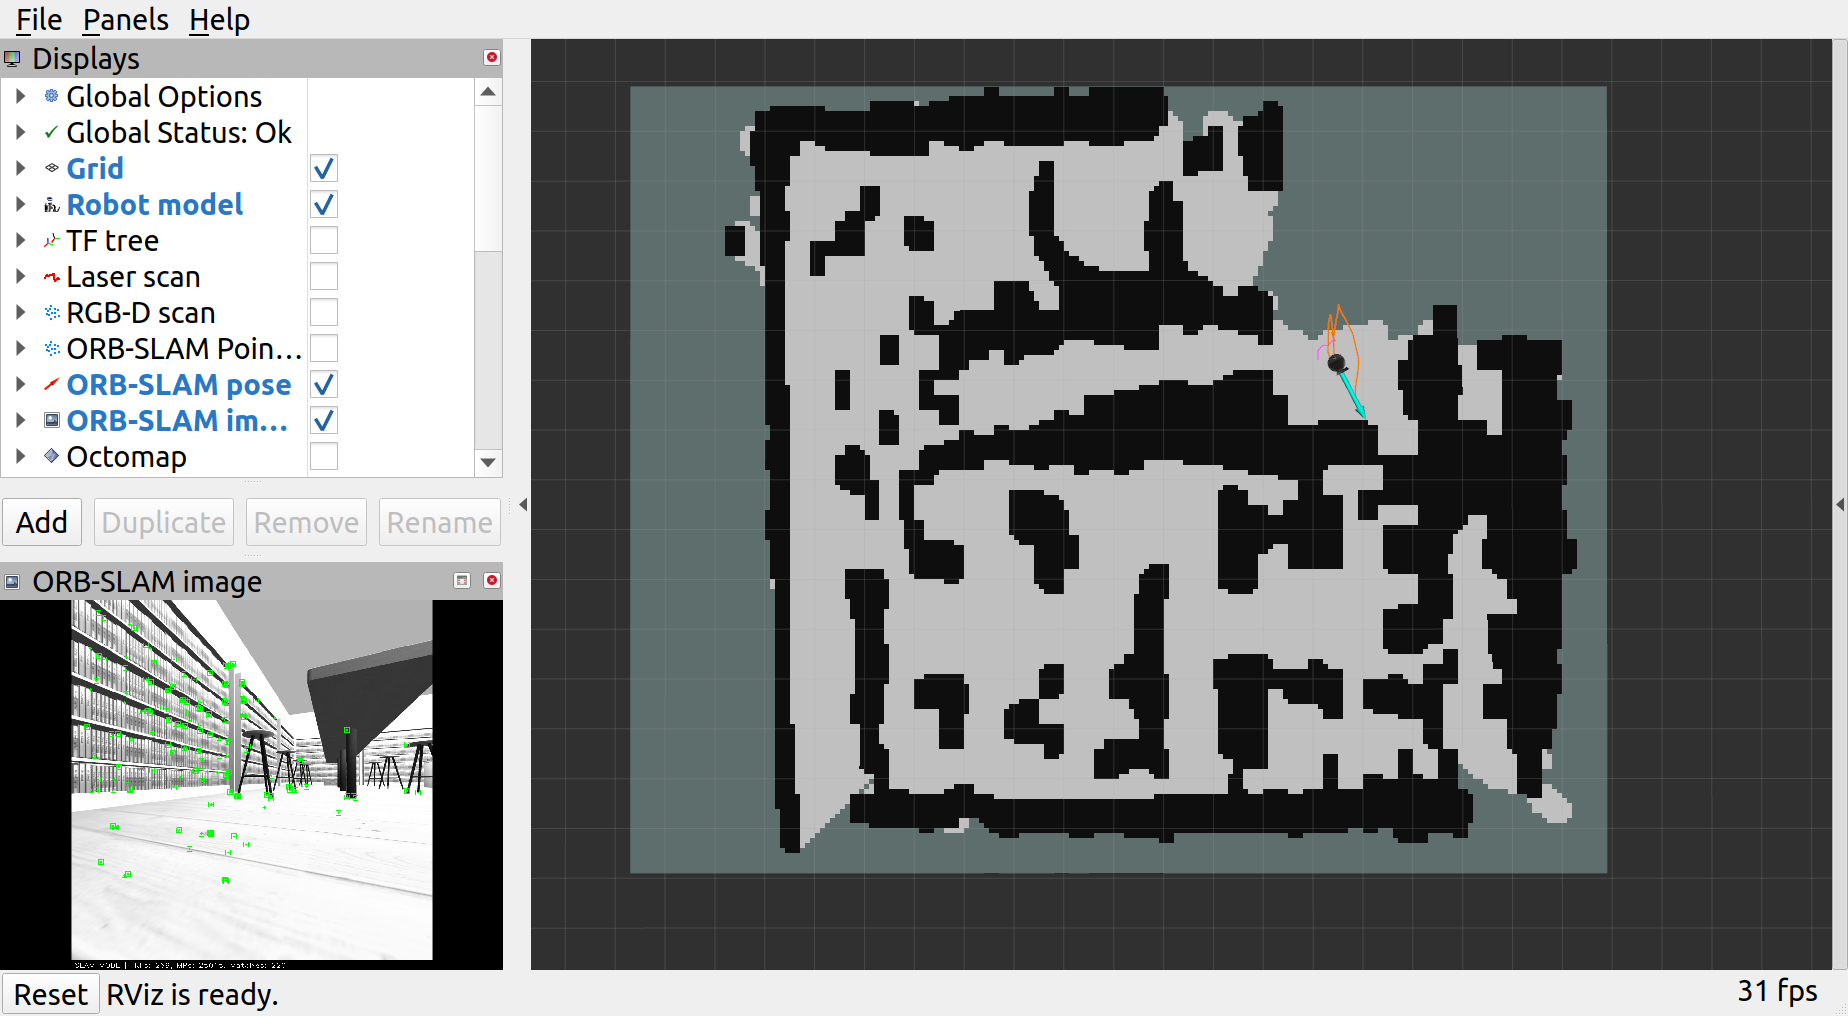 File Panels Help
Displays
Global Options
Global Status: Ok
Grid
Robot model
TF tree
Laser scan
RGB-D scan
ORB-SLAM Poin...
ORB-SLAM pose
ORB-SLAM im...
Octomap
Add Duplicate Remove Rename
ORB-SLAM image
SLAM MODE |
Reset RViz is ready.
31 fps